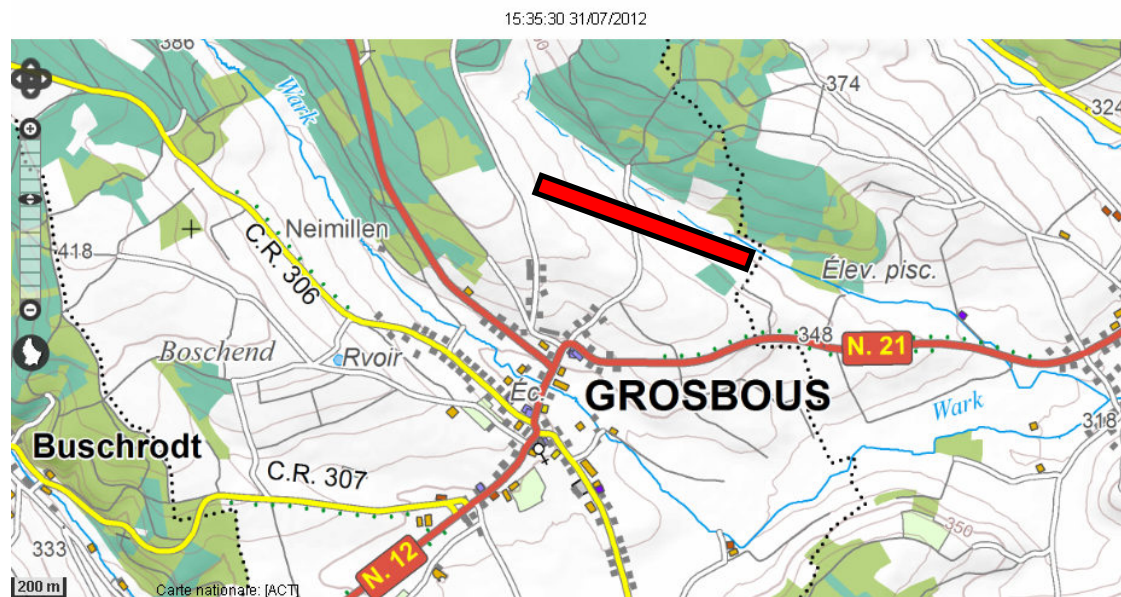 15:35:30 31/07/2012
386
350
Wark
374
324
Neimillen
418
C.R. 306
Élev. pisc.
Boschend
Rvoir
348
N. 21
Éc.
GROSBOUS
Wark
318
Buschrodt
C.R. 307
350
333
N. 12
200 m
Carte nationale: [ACT]